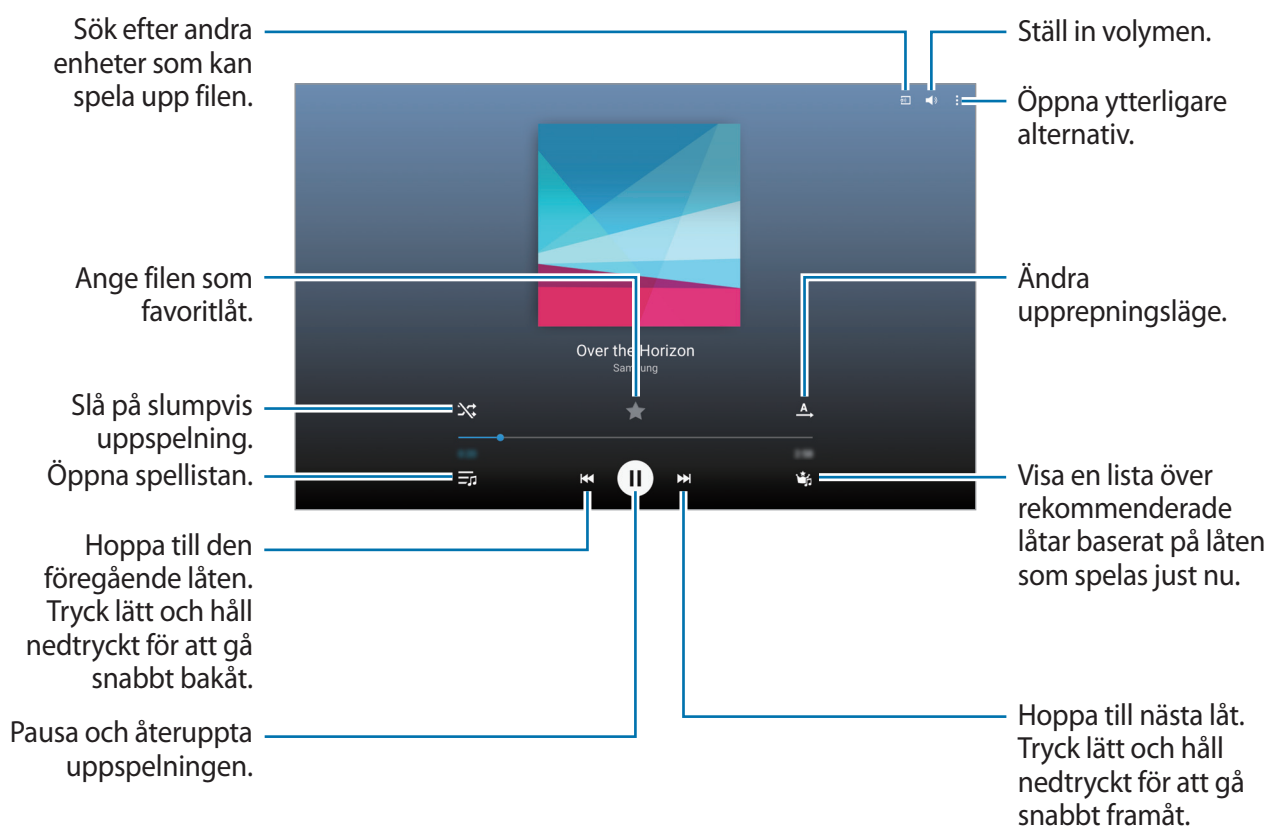 Sök efter andra
enheter som kan
spela upp filen.
Ställ in volymen.
Öppna ytterligare
alternativ.
Ange filen som
favoritlåt.
Ändra
upprepningsläge.
Over the Horizon
Samsung
Slå på slumpvis
uppspelning.
A
Öppna spellistan.
Visa en lista över
rekommenderade
låtar baserat på låten
som spelas just nu.
Hoppa till den
föregående låten.
Tryck lätt och håll
nedtryckt för att gå
snabbt bakåt.
Pausa och återuppta
uppspelningen.
Hoppa till nästa låt.
Tryck lätt och håll
nedtryckt för att gå
snabbt framåt.